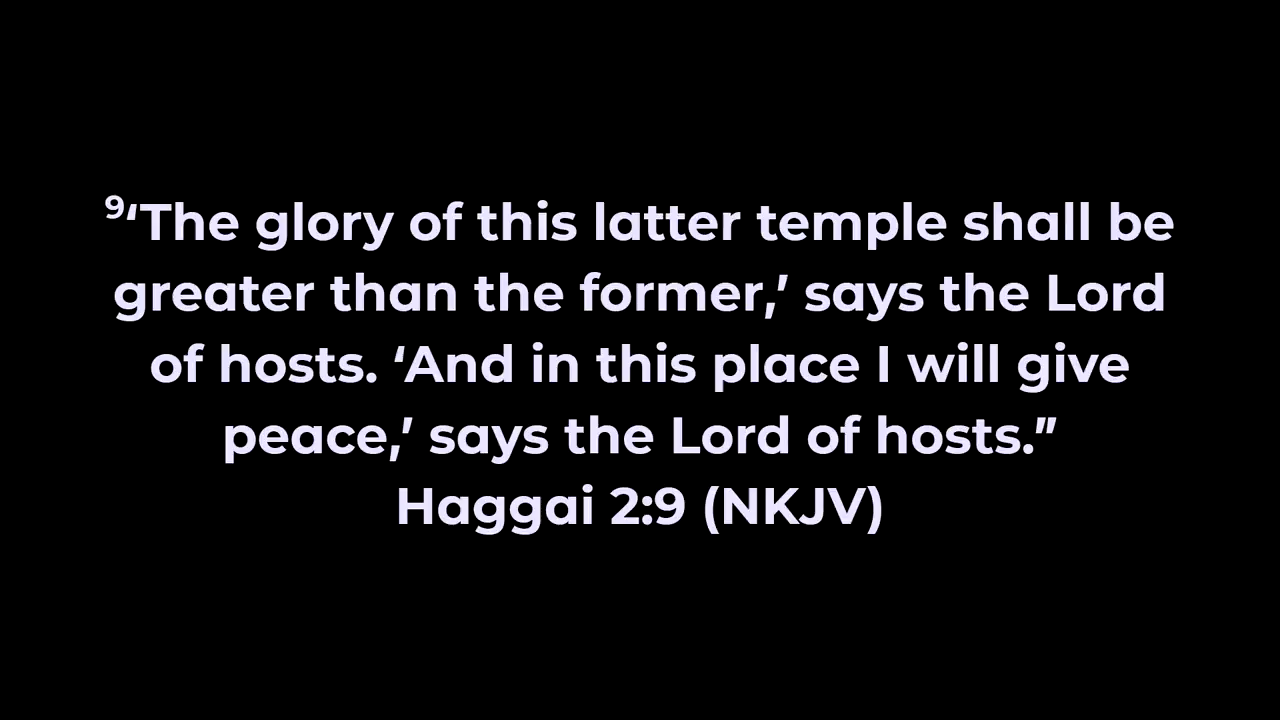 ⁹‘The glory of this latter temple shall be
greater than the former,’ says the Lord
of hosts. ‘And in this place I will give
peace,’ says the Lord of hosts.”
Haggai 2:9 (NKJV)